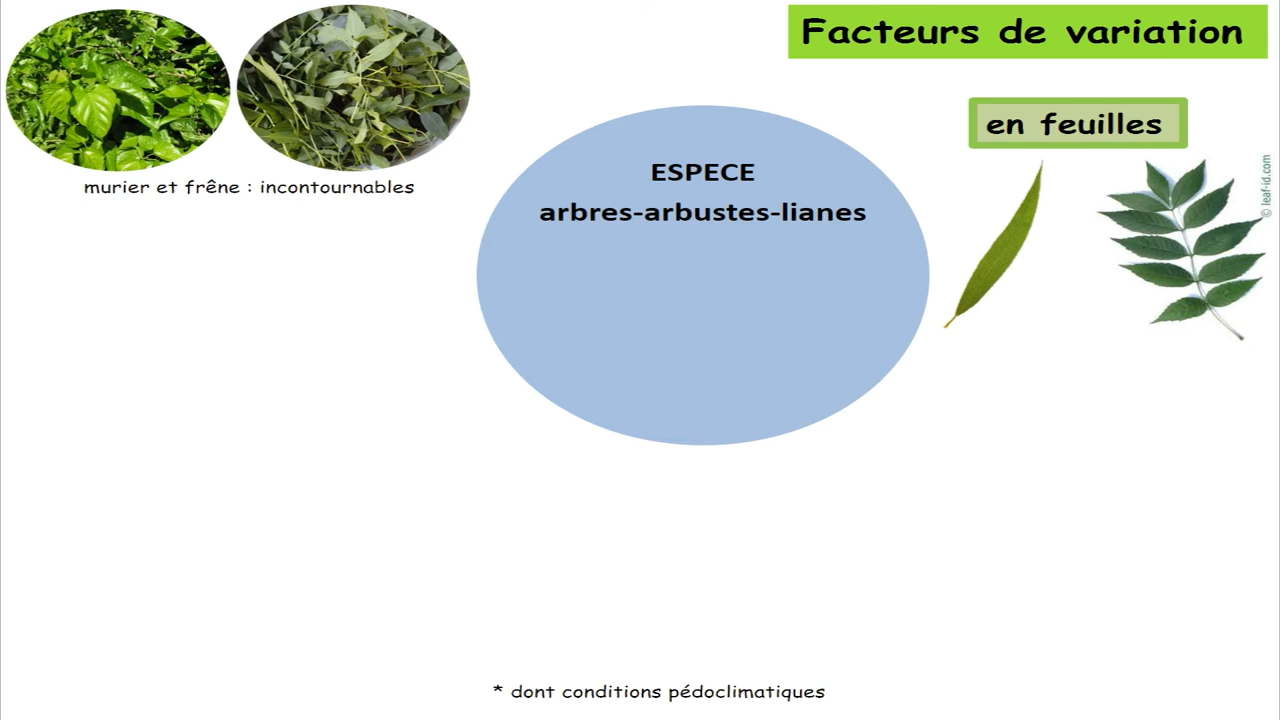 Facteurs de variation
en feuilles
murier et frêne : incontournables
ESPECE
arbres-arbustes-lianes
© leaf-id.com
* dont conditions pédoclimatiques